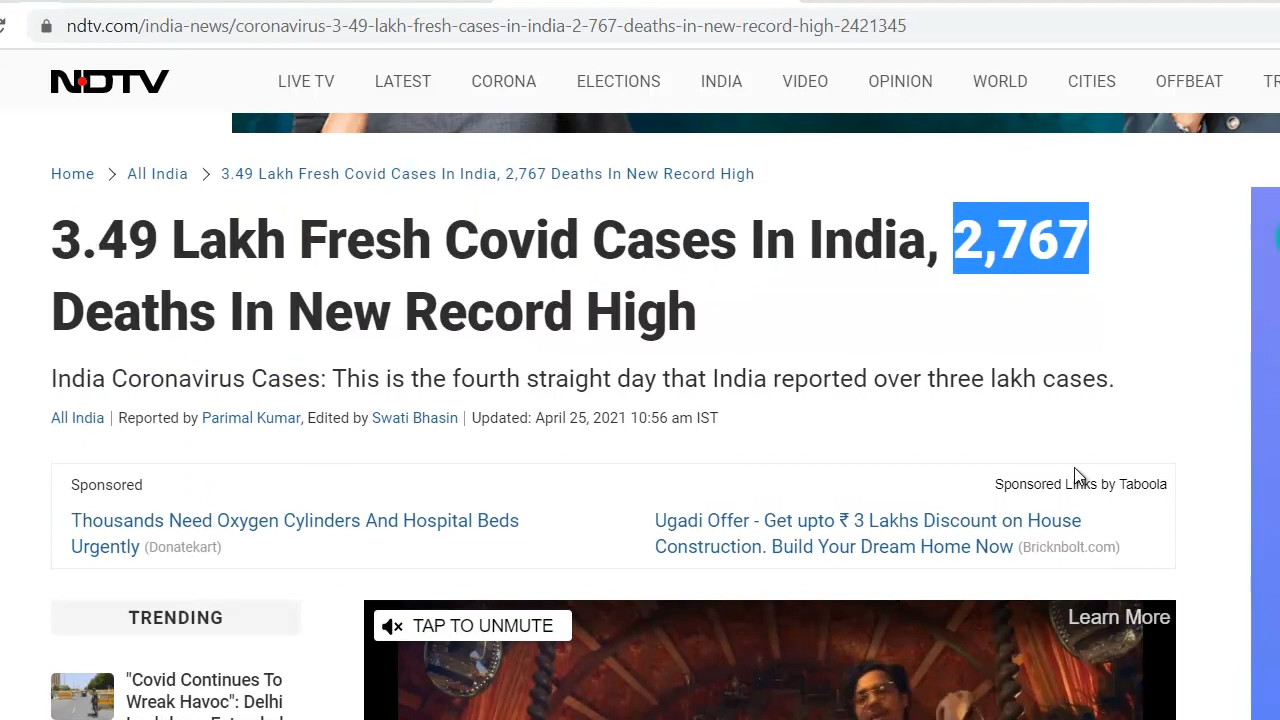 ndtv.com/india-news/coronavirus-3-49-lakh-fresh-cases-in-india-2-767-deaths-in-new-record-high-2421345
NDTV LIVE TV LATEST CORONA ELECTIONS INDIA VIDEO OPINION WORLD CITIES OFFBEAT
Home > All India > 3.49 Lakh Fresh Covid Cases In India, 2,767 Deaths In New Record High
3.49 Lakh Fresh Covid Cases In India, 2,767
Deaths In New Record High
India Coronavirus Cases: This is the fourth straight day that India reported over three lakh cases.
All India | Reported by Parimal Kumar, Edited by Swati Bhasin | Updated: April 25, 2021 10:56 am IST
Sponsored
Sponsored Links by Taboola
Thousands Need Oxygen Cylinders And Hospital Beds
Urgently (Donatekart)
Ugadi Offer - Get upto ₹ 3 Lakhs Discount on House
Construction. Build Your Dream Home Now (Bricknbolt.com)
TRENDING
TAP TO UNMUTE
Learn More
"Covid Continues To
Wreak Havoc": Delhi